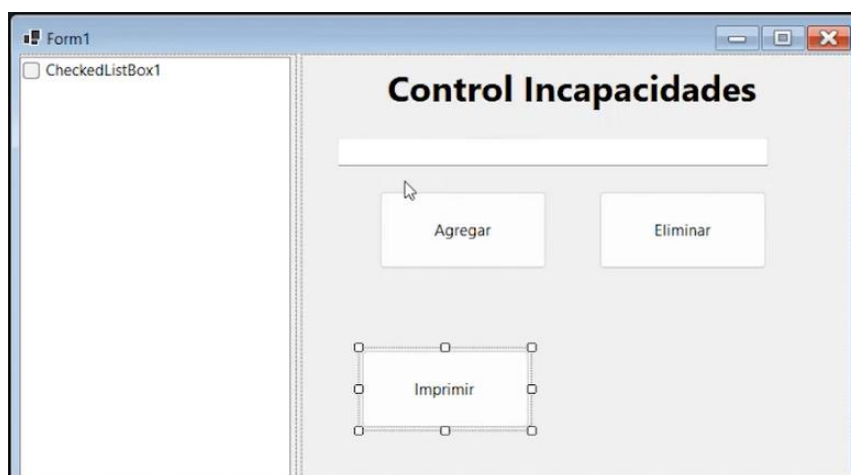 Form1
CheckedListBox1
Control Incapacidades
Agregar
Eliminar
Imprimir